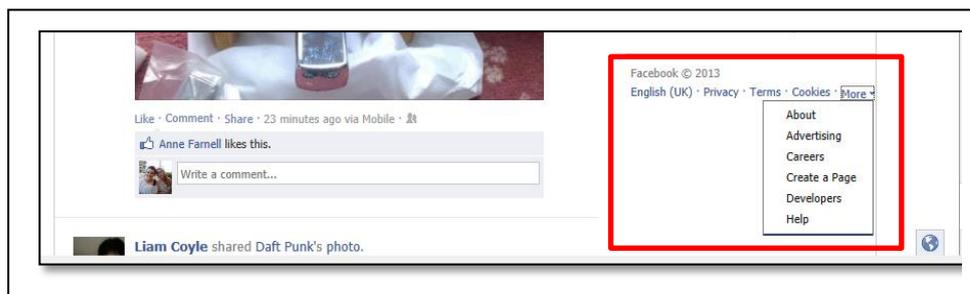 Like · Comment · Share · 23 minutes ago via Mobile ·
Anne Farnell likes this.
Write a comment...
Liam Coyle shared Daft Punk's photo.
Facebook © 2013
English (UK) · Privacy · Terms · Cookies · More
About
Advertising
Careers
Create a Page
Developers
Help